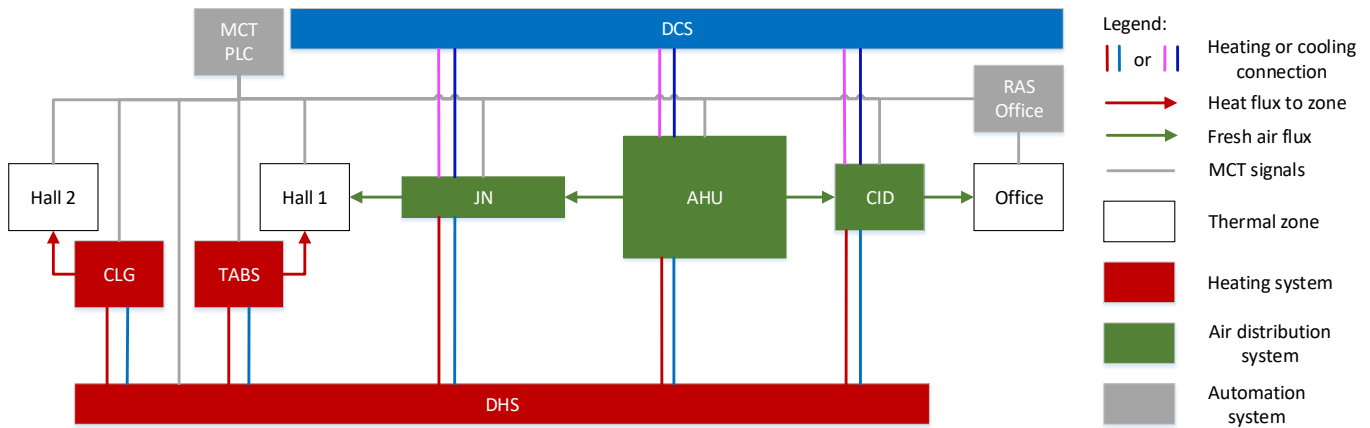 MCT
PLC
DCS
RAS
Office
Hall 2
Hall 1
JN
AHU
CID
Office
CLG
TABS
DHS
Legend:
or
Heating or cooling
connection
Heat flux to zone
Fresh air flux
MCT signals
Thermal zone
Heating system
Air distribution
system
Automation
system